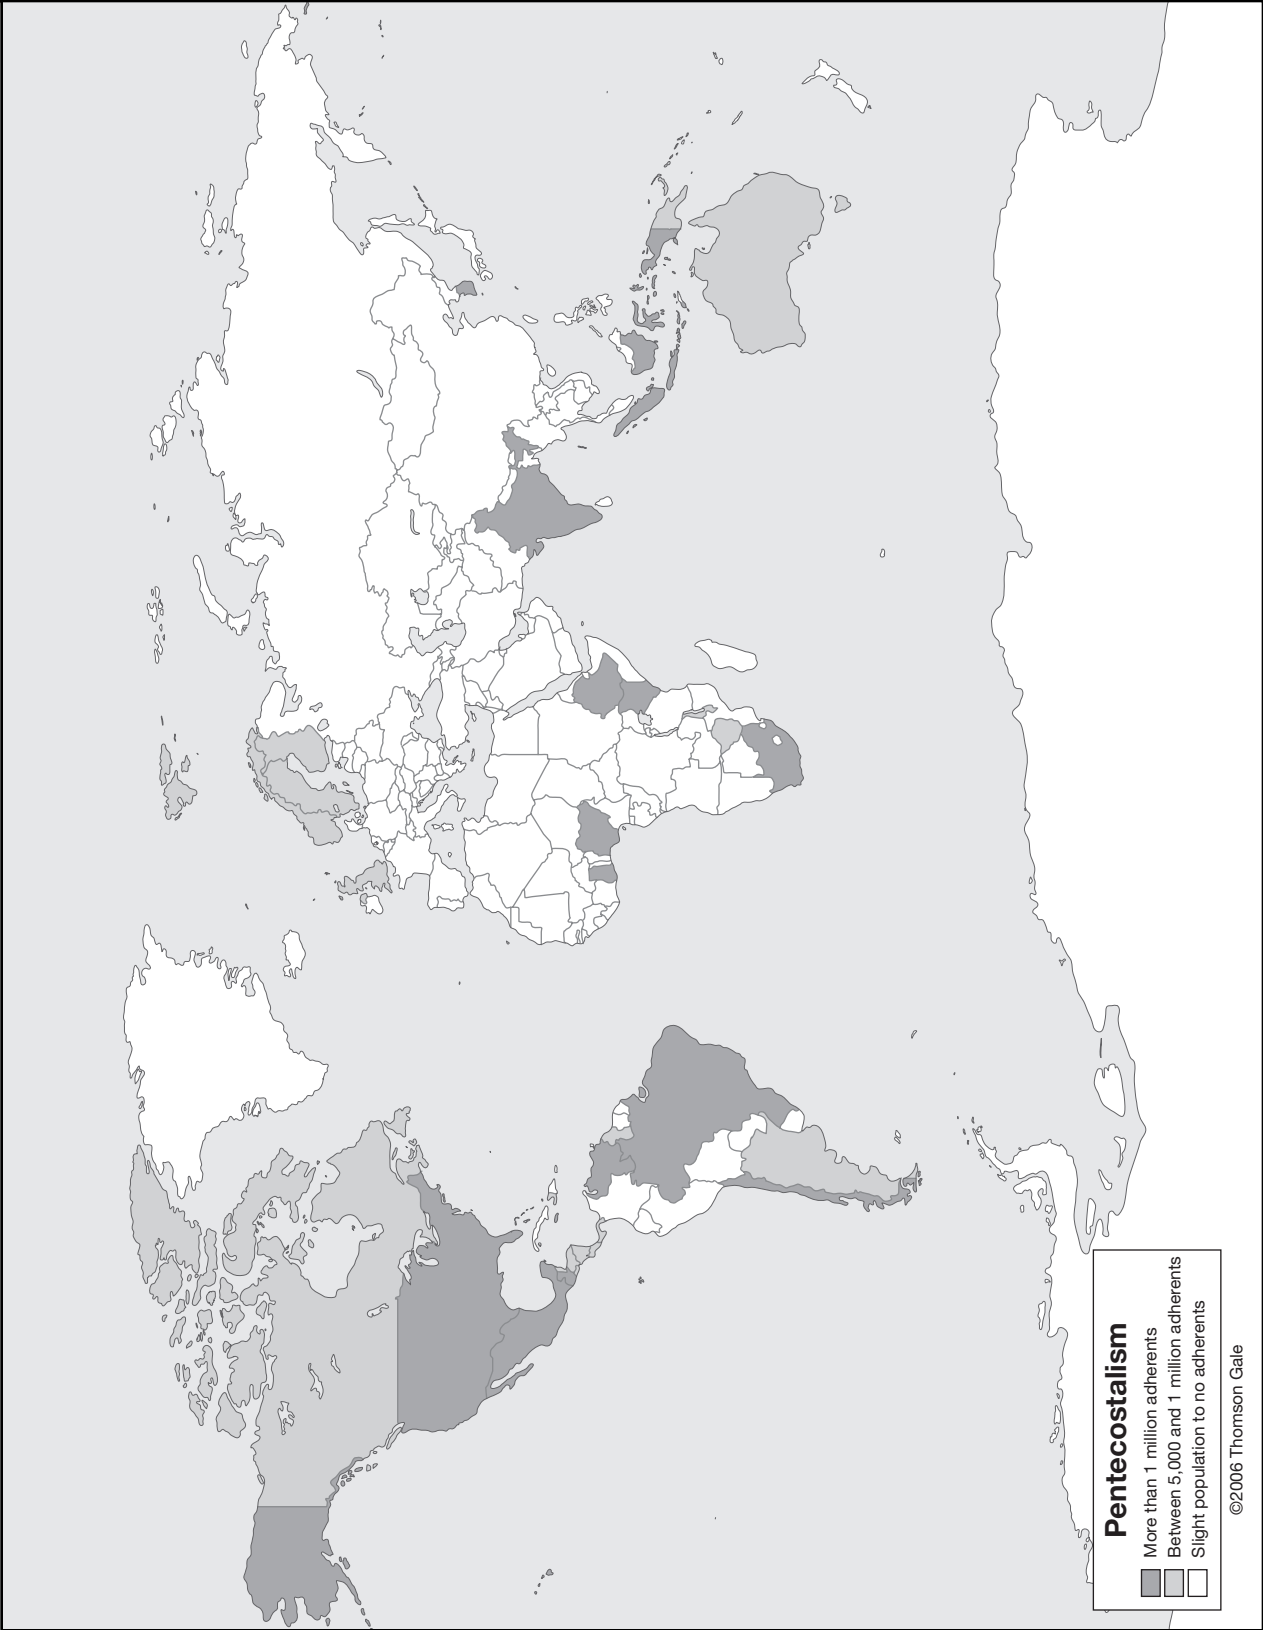 Pentecostalism
More than 1 million adherents
Between 5,000 and 1 million adherents
Slight population to no adherents
©2006 Thomson Gale